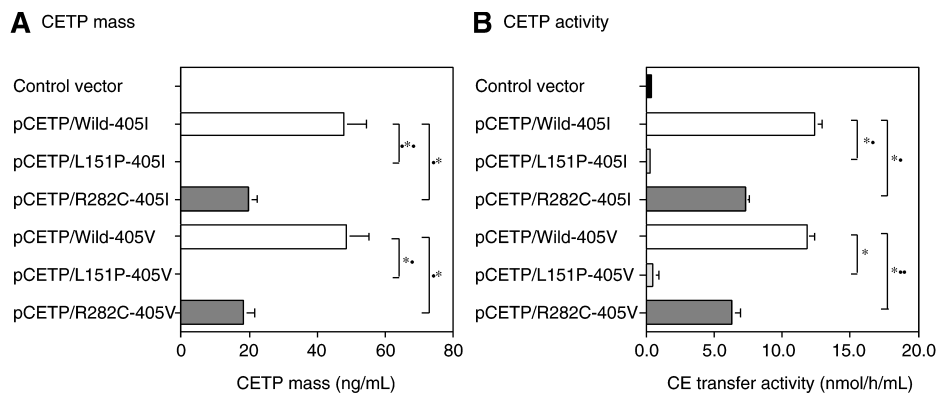 A CETP mass
Control vector
pCETP/Wild-405I
pCETP/L151P-405I
pCETP/R282C-405I
pCETP/Wild-405V
pCETP/L151P-405V
pCETP/R282C-405V
*
*
*
*
0 20 40 60 80
CETP mass (ng/mL)
B CETP activity
Control vector
pCETP/Wild-405I
pCETP/L151P-405I
pCETP/R282C-405I
pCETP/Wild-405V
pCETP/L151P-405V
pCETP/R282C-405V
*
*
*
*
0.0 5.0 10.0 15.0 20.0
CE transfer activity (nmol/h/mL)